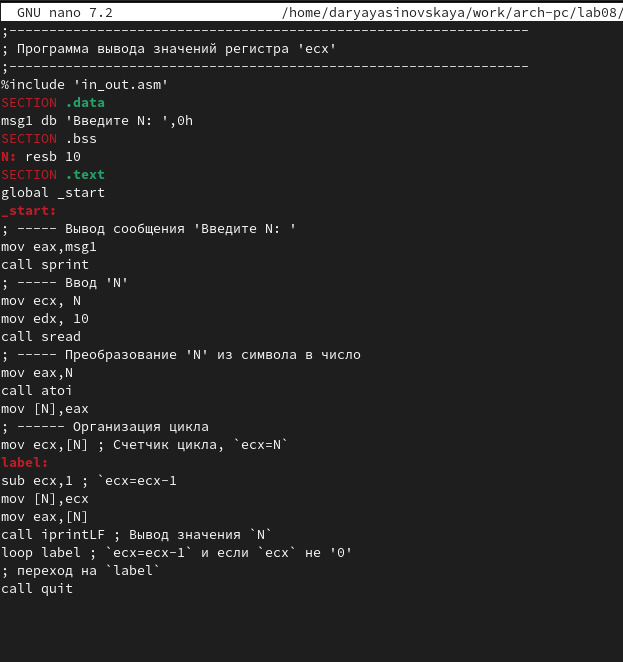 GNU nano 7.2 /home/daryayasinovskaya/work/arch-pc/lab08/
;-----------------------------------------------------------------
; Программа вывода значений регистра 'ecx'
;-----------------------------------------------------------------
%include 'in_out.asm'
SECTION .data
msg1 db 'Введите N: ',0h
SECTION .bss
N: resb 10
SECTION .text
global _start
_start:
; ----- Вывод сообщения 'Введите N: '
mov eax,msg1
call sprint
; ----- Ввод 'N'
mov ecx, N
mov edx, 10
call sread
; ----- Преобразование 'N' из символа в число
mov eax,N
call atoi
mov [N],eax
; ------ Организация цикла
mov ecx,[N] ; Счетчик цикла, `ecx=N`
label:
sub ecx,1 ; `ecx=ecx-1
mov [N],ecx
mov eax,[N]
call iprintLF ; Вывод значения `N`
loop label ; `ecx=ecx-1` и если `ecx` не '0'
; переход на `label`
call quit